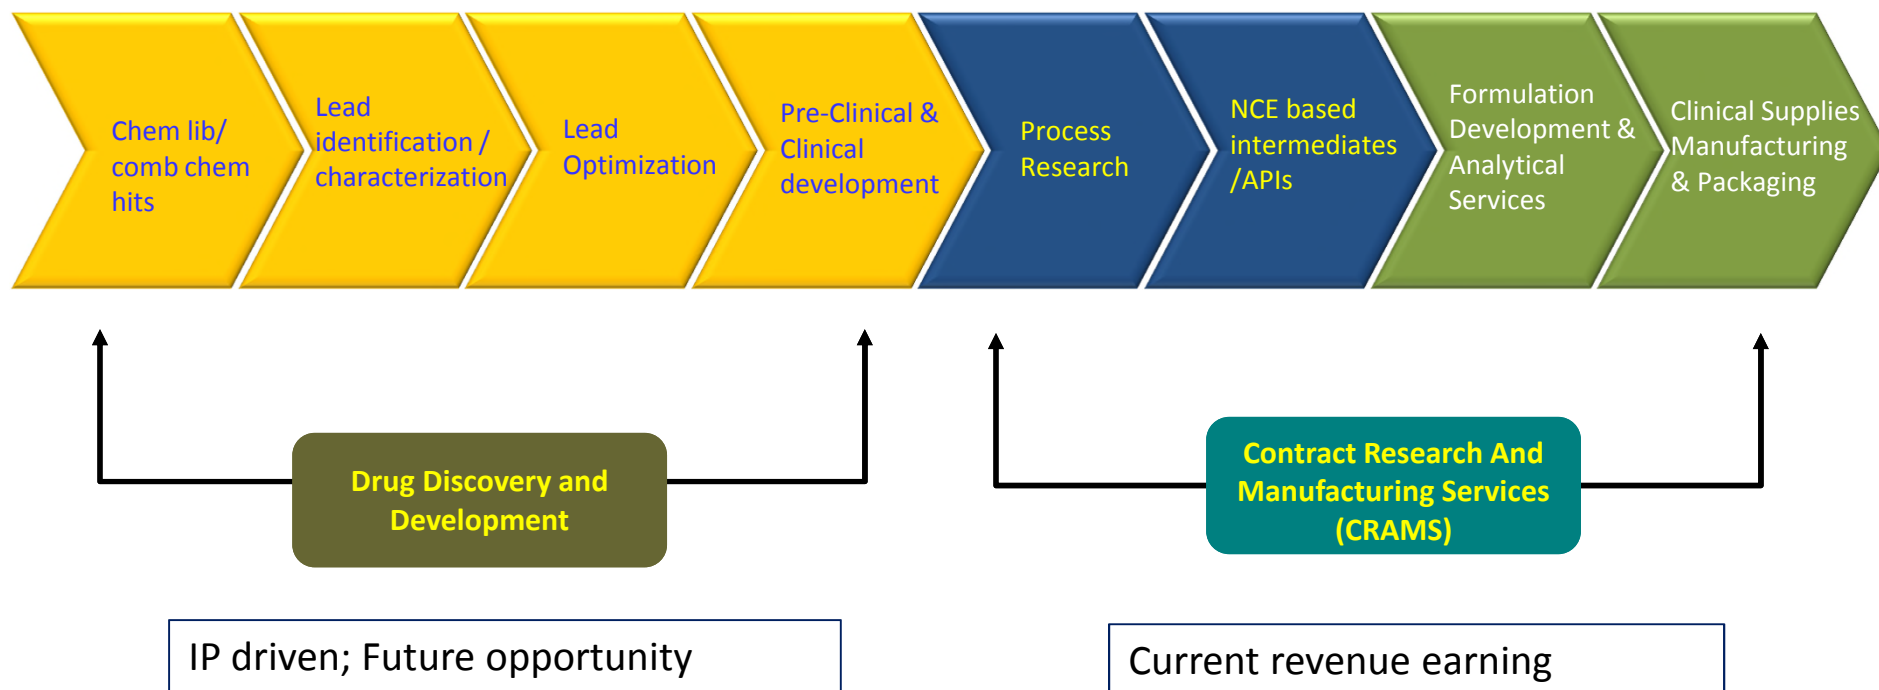 Chem lib/
comb chem
hits
Lead
identification /
characterization
Lead
Optimization
Pre-Clinical &
Clinical
development
Process
Research
NCE based
intermediates
/APIs
Formulation
Development &
Analytical
Services
Clinical Supplies
Manufacturing
& Packaging
Drug Discovery and
Development
Contract Research And
Manufacturing Services
(CRAMS)
IP driven; Future opportunity
Current revenue earning